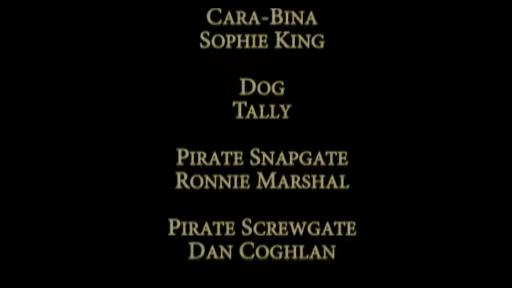 CARA-BINA
SOPHIE KING
DOG
TALLY
PIRATE SNAPGATE
RONNIE MARSHAL
PIRATE SCREWGATE
DAN COGHLAN